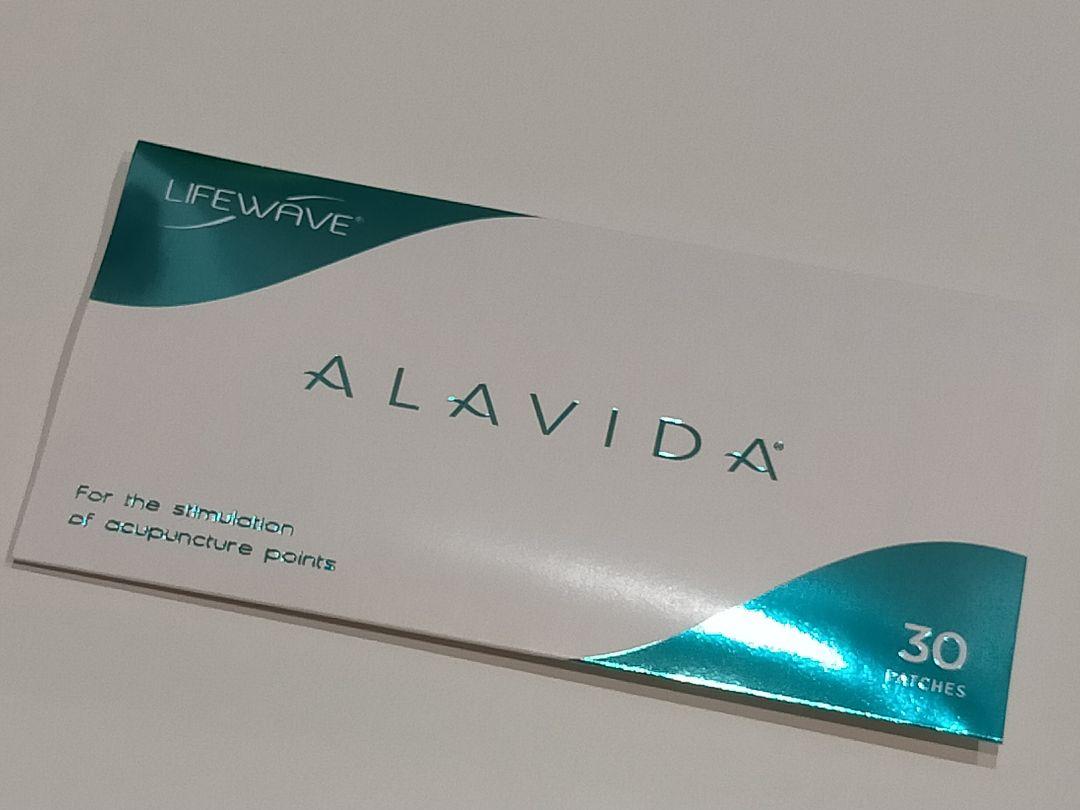 LIFEWAVE®
ALAVIDA®
For the stimulation
of acupuncture points
30
PATCHES